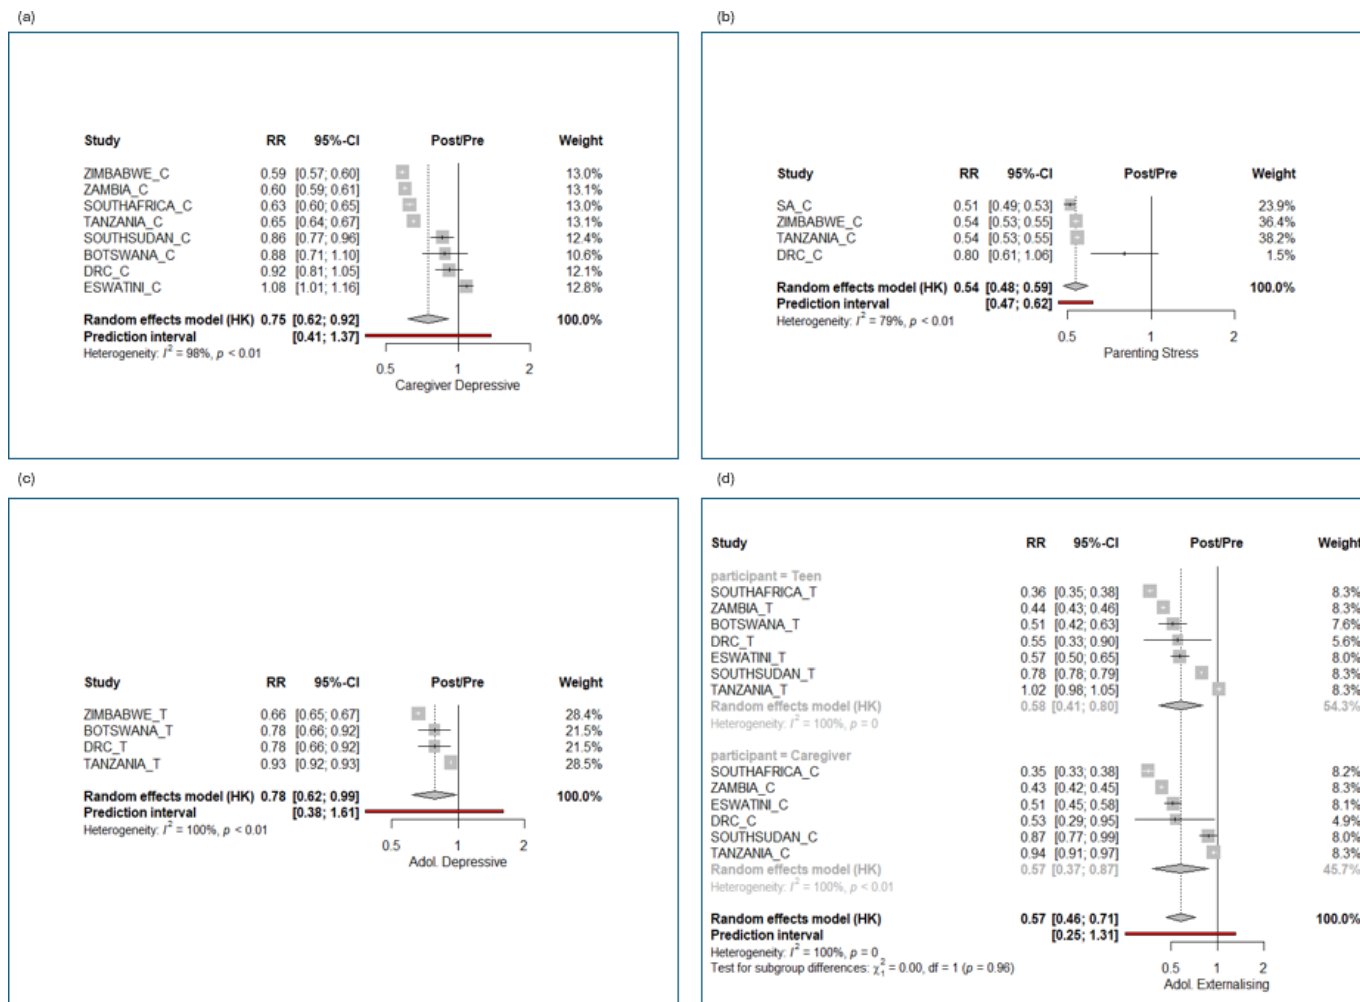 (a)
Study RR 95%-CI Post/Pre Weight
ZIMBABWE_C 0.59 [0.57; 0.60] 13.0%
ZAMBIA_C 0.60 [0.59; 0.61] 13.1%
SOUTHAFRICA_C 0.63 [0.60; 0.65] 13.0%
TANZANIA_C 0.65 [0.64; 0.67] 13.1%
SOUTHSUDAN_C 0.86 [0.77; 0.96] 12.4%
BOTSWANA_C 0.88 [0.71; 1.10] 10.6%
DRC_C 0.92 [0.81; 1.05] 12.1%
ESWATINI_C 1.08 [1.01; 1.16] 12.8%
Random effects model (HK) 0.75 [0.62; 0.92] 100.0%
Prediction interval [0.41; 1.37]
Heterogeneity: I² = 98%, p < 0.01
0.5 1 2
Caregiver Depressive
(b)
Study RR 95%-CI Post/Pre Weight
SA_C 0.51 [0.49; 0.53] 23.9%
ZIMBABWE_C 0.54 [0.53; 0.55] 36.4%
TANZANIA_C 0.54 [0.53; 0.55] 38.2%
DRC_C 0.80 [0.61; 1.06] 1.5%
Random effects model (HK) 0.54 [0.48; 0.59] 100.0%
Prediction interval [0.47; 0.62]
Heterogeneity: I² = 79%, p < 0.01
0.5 1 2
Parenting Stress
(c)
Study RR 95%-CI Post/Pre Weight
ZIMBABWE_T 0.66 [0.65; 0.67] 28.4%
BOTSWANA_T 0.78 [0.66; 0.92] 21.5%
DRC_T 0.78 [0.66; 0.92] 21.5%
TANZANIA_T 0.93 [0.92; 0.93] 28.5%
Random effects model (HK) 0.78 [0.62; 0.99] 100.0%
Prediction interval [0.38; 1.61]
Heterogeneity: I² = 100%, p < 0.01
0.5 1 2
Adol. Depressive
(d)
Study RR 95%-CI Post/Pre Weight
participant = Teen
SOUTHAFRICA_T 0.36 [0.35; 0.38] 8.3%
ZAMBIA_T 0.44 [0.43; 0.46] 8.3%
BOTSWANA_T 0.51 [0.42; 0.63] 7.6%
DRC_T 0.55 [0.33; 0.90] 5.6%
ESWATINI_T 0.57 [0.50; 0.65] 8.0%
SOUTHSUDAN_T 0.78 [0.78; 0.79] 8.3%
TANZANIA_T 1.02 [0.98; 1.05] 8.3%
Random effects model (HK) 0.58 [0.41; 0.80] 54.3%
Heterogeneity: I² = 100%, p = 0
participant = Caregiver
SOUTHAFRICA_C 0.35 [0.33; 0.38] 8.2%
ZAMBIA_C 0.43 [0.42; 0.45] 8.3%
ESWATINI_C 0.51 [0.45; 0.58] 8.1%
DRC_C 0.53 [0.29; 0.95] 4.9%
SOUTHSUDAN_C 0.87 [0.77; 0.99] 8.0%
TANZANIA_C 0.94 [0.91; 0.97] 8.3%
Random effects model (HK) 0.57 [0.37; 0.87] 45.7%
Heterogeneity: I² = 100%, p < 0.01
Random effects model (HK) 0.57 [0.46; 0.71] 100.0%
Prediction interval [0.25; 1.31]
Heterogeneity: I² = 100%, p = 0
Test for subgroup differences: χ²₁ = 0.00, df = 1 (p = 0.96)
0.5 1 2
Adol. Externalising